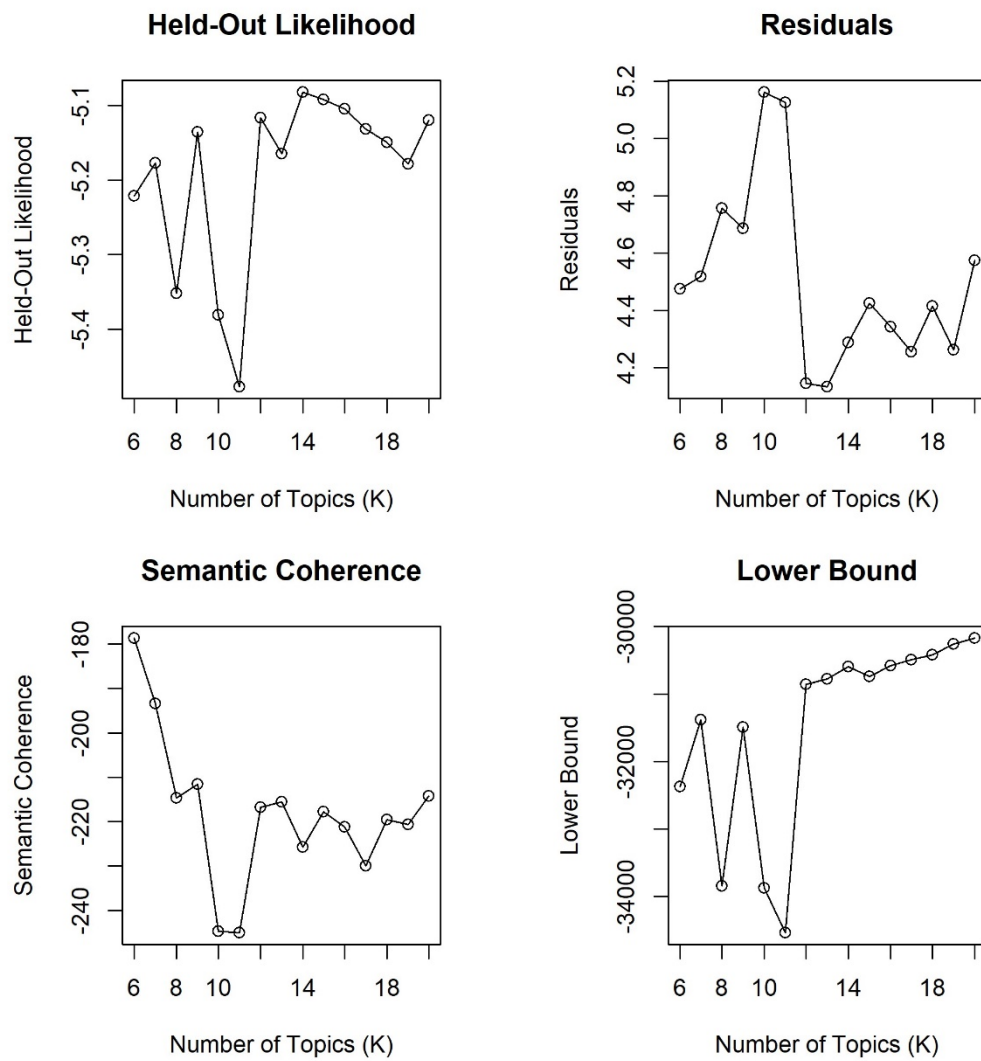 Held-Out Likelihood
Held-Out Likelihood
-5.1
-5.2
-5.3
-5.4
6 8 10 14 18
Number of Topics (K)
Residuals
Residuals
5.2
5.0
4.8
4.6
4.4
4.2
6 8 10 14 18
Number of Topics (K)
Semantic Coherence
Semantic Coherence
-180
-200
-220
-240
6 8 10 14 18
Number of Topics (K)
Lower Bound
Lower Bound
-30000
-32000
-34000
6 8 10 14 18
Number of Topics (K)